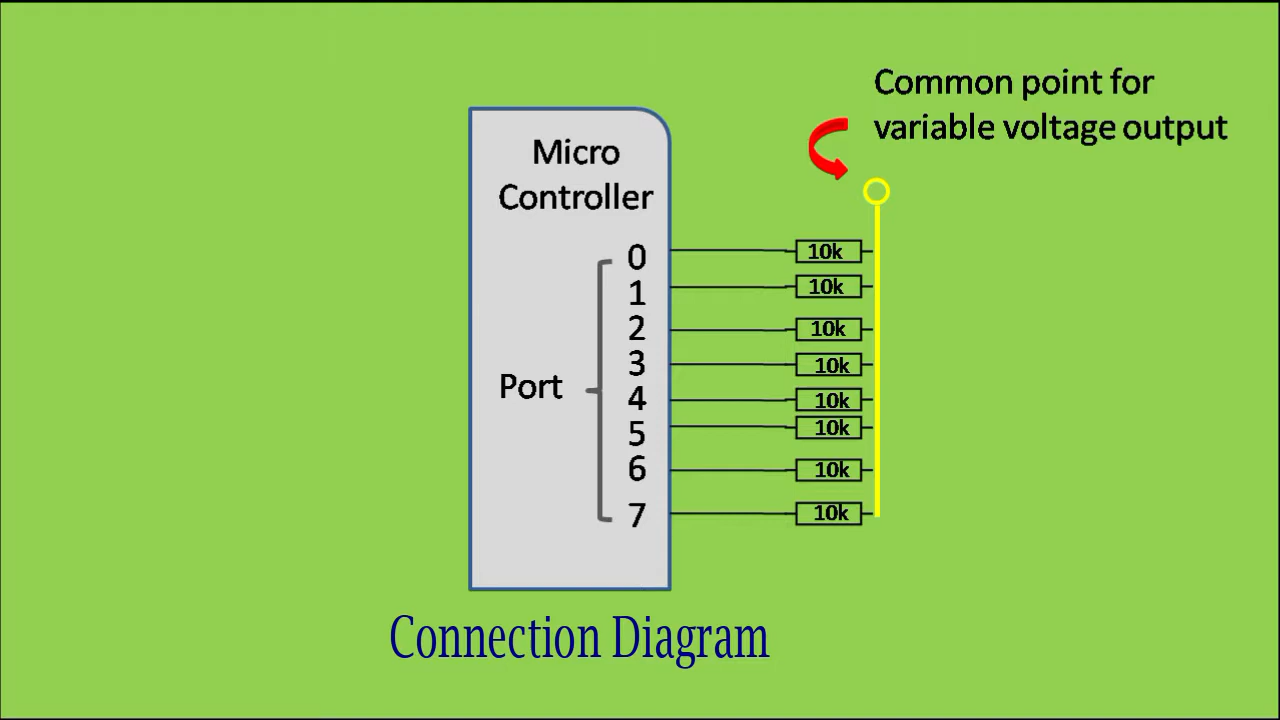 Common point for
variable voltage output
Micro
Controller
0
10k
1
10k
2
10k
3
10k
Port
4
10k
5
10k
6
10k
7
10k
Connection Diagram